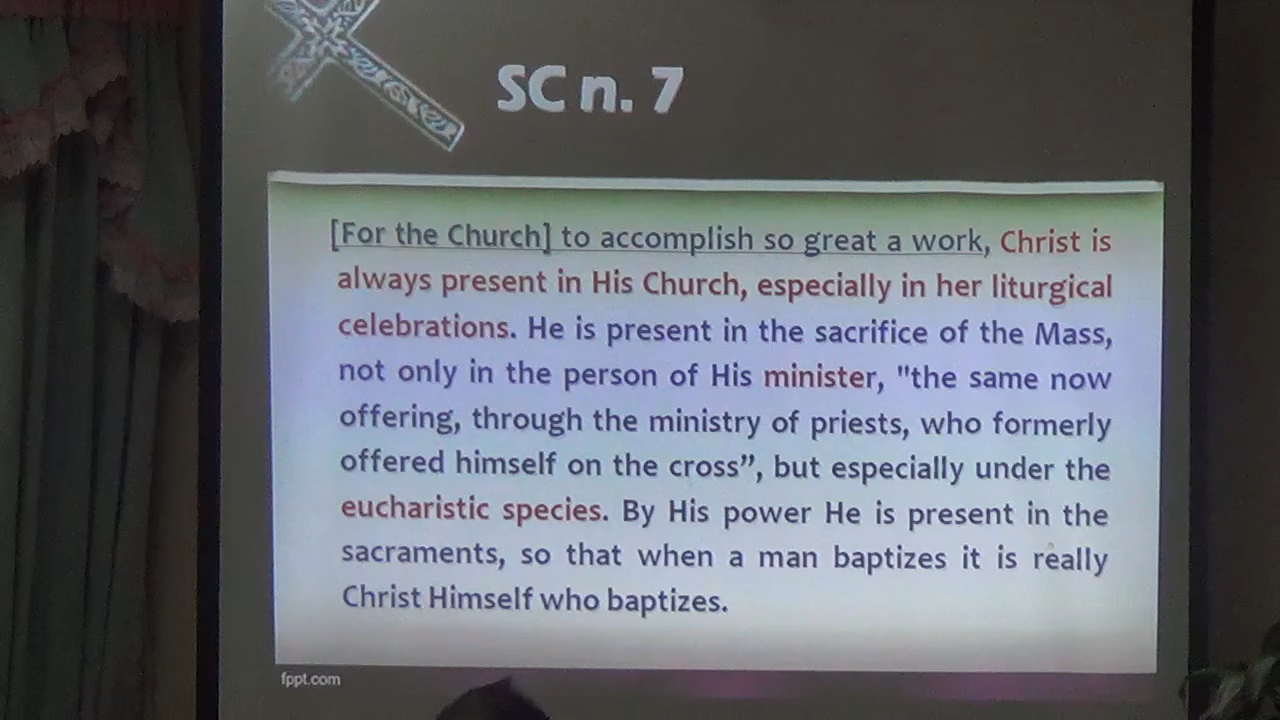 SC n. 7
[For the Church] to accomplish so great a work, Christ is
always present in His Church, especially in her liturgical
celebrations. He is present in the sacrifice of the Mass,
not only in the person of His minister, "the same now
offering, through the ministry of priests, who formerly
offered himself on the cross”, but especially under the
eucharistic species. By His power He is present in the
sacraments, so that when a man baptizes it is really
Christ Himself who baptizes.
fppt.com